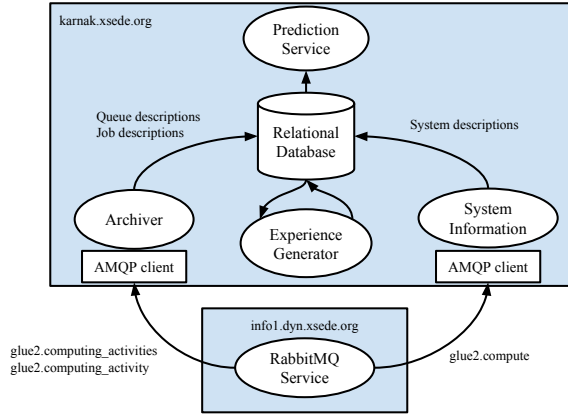 karnak.xsede.org
Prediction
Service
Queue descriptions
Job descriptions
Relational
Database
System descriptions
Archiver
Experience
Generator
System
Information
AMQP client
AMQP client
info1.dyn.xsede.org
glue2.computing_activities
glue2.computing_activity
RabbitMQ
Service
glue2.compute